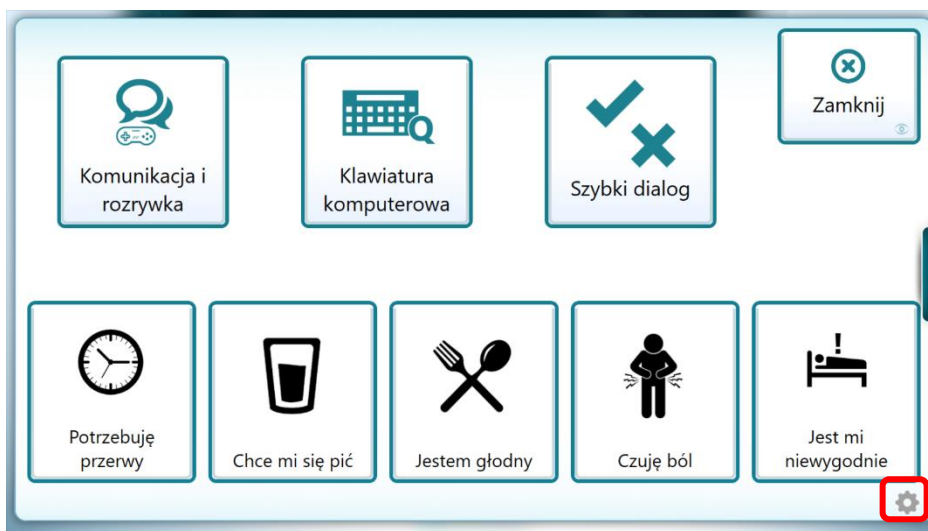 Komunikacja i
rozrywka
Klawiatura
komputerowa
Szybki dialog
Zamknij
Potrzebuję
przerwy
Chce mi się pić
Jestem głodny
Czuję ból
Jest mi
niewygodnie